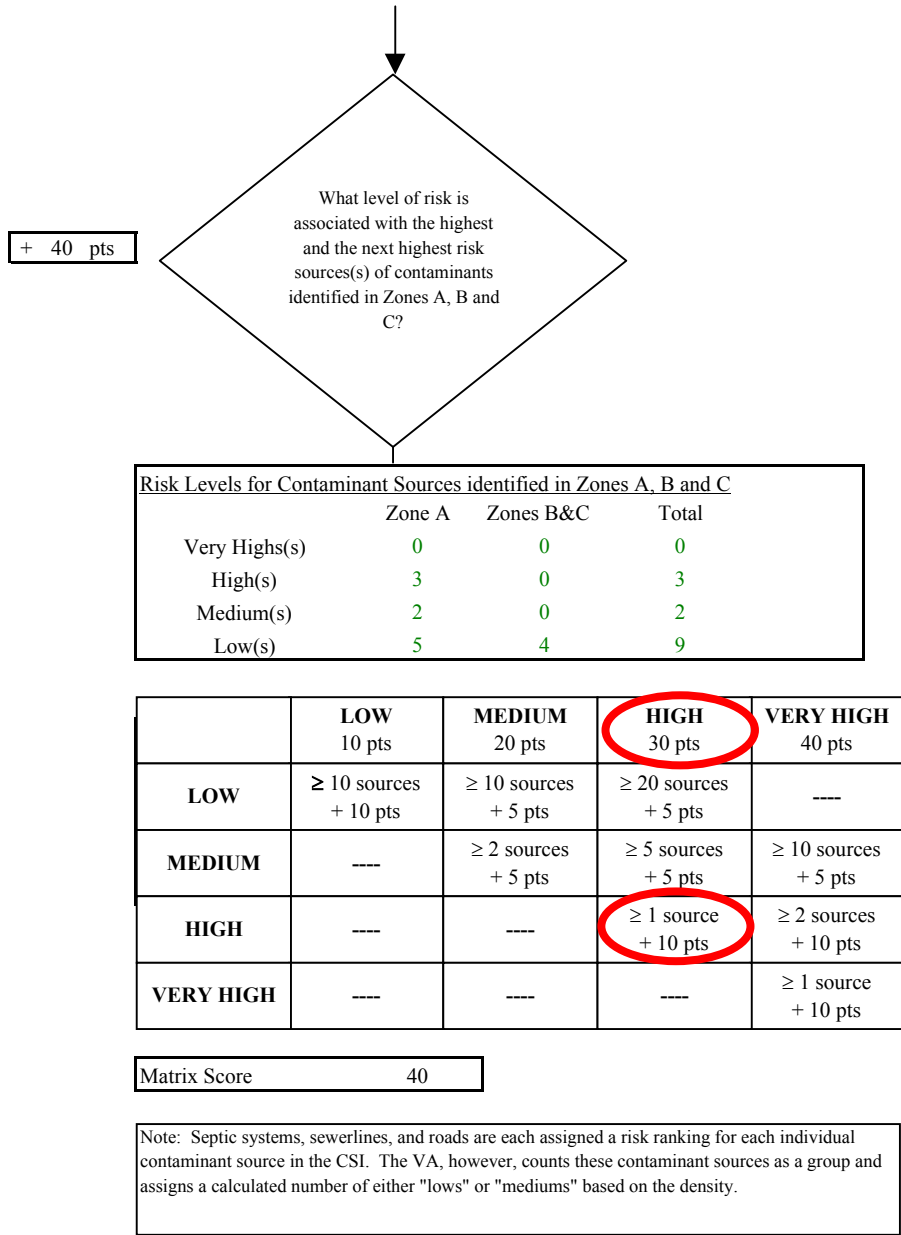 What level of risk is
associated with the highest
and the next highest risk
sources(s) of contaminants
identified in Zones A, B and
C?
+ 40 pts
Risk Levels for Contaminant Sources identified in Zones A, B and C
Zone A Zones B&C Total
Very Highs(s) 0 0 0
High(s) 3 0 3
Medium(s) 2 0 2
Low(s) 5 4 9
LOW MEDIUM HIGH VERY HIGH
10 pts 20 pts 30 pts 40 pts
LOW ≥ 10 sources ≥ 10 sources ≥ 20 sources ----
+ 10 pts + 5 pts + 5 pts
MEDIUM ---- ≥ 2 sources ≥ 5 sources ≥ 10 sources
+ 5 pts + 5 pts + 5 pts
HIGH ---- ---- ≥ 1 source ≥ 2 sources
+ 10 pts + 10 pts
VERY HIGH ---- ---- ---- ≥ 1 source
+ 10 pts
Matrix Score 40
Note: Septic systems, sewerlines, and roads are each assigned a risk ranking for each individual
contaminant source in the CSI. The VA, however, counts these contaminant sources as a group and
assigns a calculated number of either "lows" or "mediums" based on the density.